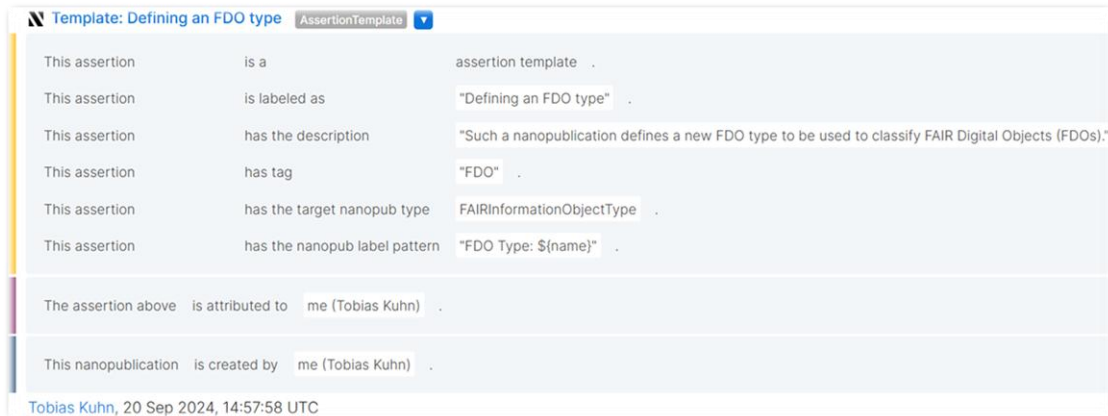 Template: Defining an FDO type AssertionTemplate
This assertion is a assertion template .
This assertion is labeled as "Defining an FDO type" .
This assertion has the description "Such a nanopublication defines a new FDO type to be used to classify FAIR Digital Objects (FDOs)."
This assertion has tag "FDO" .
This assertion has the target nanopub type FAIRInformationObjectType .
This assertion has the nanopub label pattern "FDO Type: ${name}" .
The assertion above is attributed to me (Tobias Kuhn) .
This nanopublication is created by me (Tobias Kuhn) .
Tobias Kuhn, 20 Sep 2024, 14:57:58 UTC